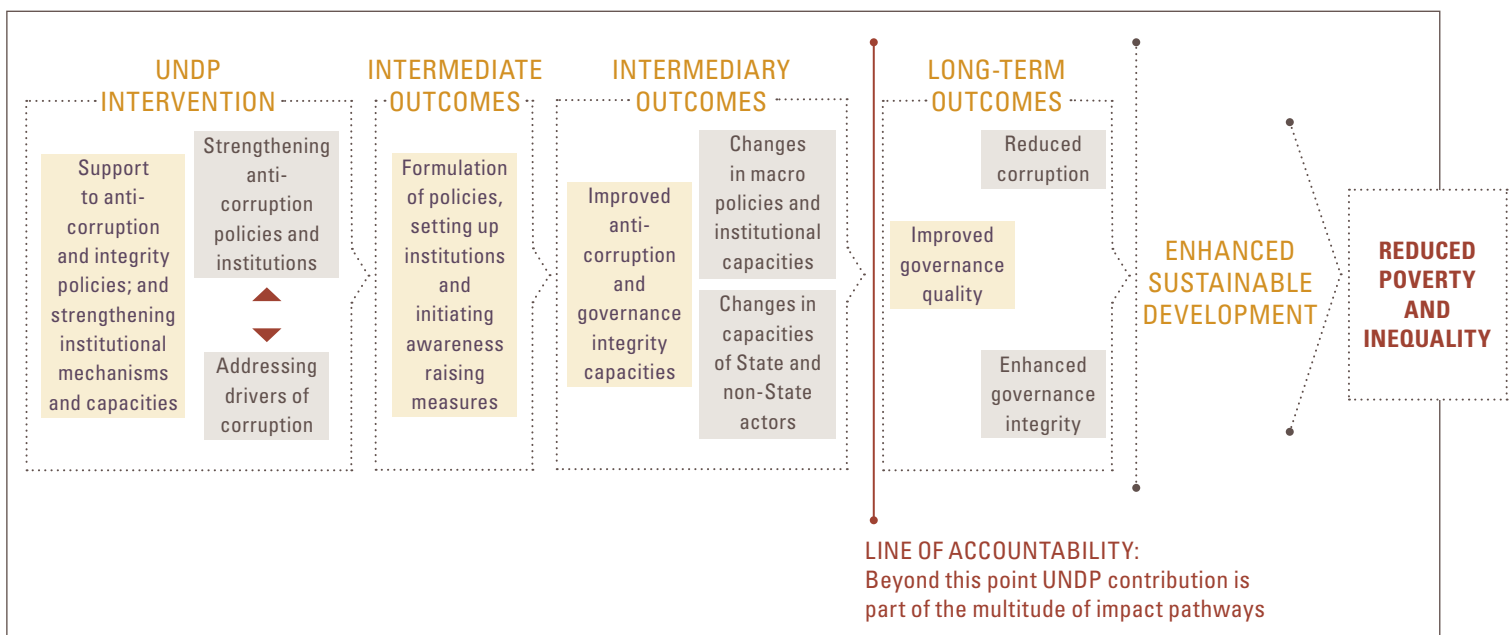 UNDP
INTERVENTION
Support
to anti-
corruption
and integrity
policies; and
strengthening
institutional
mechanisms
and capacities
Strengthening
anti-
corruption
policies and
institutions
Addressing
drivers of
corruption
INTERMEDIATE
OUTCOMES
Formulation
of policies,
setting up
institutions
and
initiating
awareness
raising
measures
INTERMEDIARY
OUTCOMES
Improved
anti-
corruption
and
governance
integrity
capacities
Changes
in macro
policies and
institutional
capacities
Changes in
capacities
of State and
non-State
actors
LONG-TERM
OUTCOMES
Reduced
corruption
Improved
governance
quality
Enhanced
governance
integrity
ENHANCED
SUSTAINABLE
DEVELOPMENT
REDUCED
POVERTY
AND
INEQUALITY
LINE OF ACCOUNTABILITY:
Beyond this point UNDP contribution is
part of the multitude of impact pathways